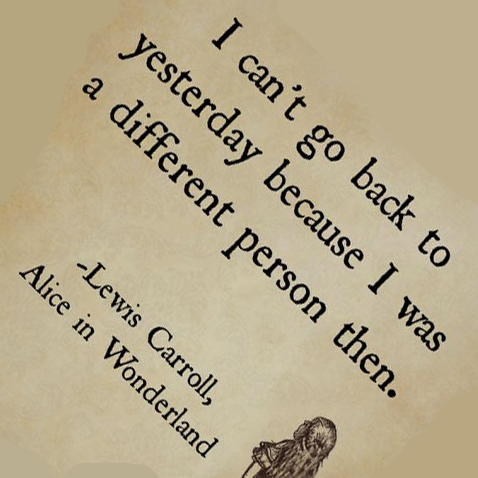 I can't go back to
yesterday because I was
a different person then.
-Lewis Carroll,
Alice in Wonderland